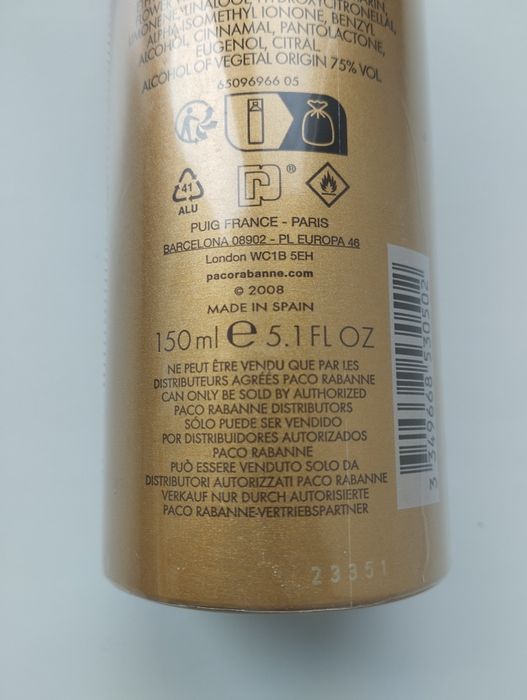 LIMONENE, LINALOOL, HYDROXYCITRONELLAL,
ALPHA-ISOMETHYL IONONE, BENZYL
ALCOHOL, CINNAMAL, PANTOLACTONE,
EUGENOL, CITRAL.
ALCOHOL OF VEGETAL ORIGIN 75% VOL.
65096966 05
41
ALU
®
PUIG FRANCE - PARIS
BARCELONA 08902 - PL EUROPA 46
London WC1B 5EH
pacorabanne.com
© 2008
MADE IN SPAIN
150 ml e 5.1 FL OZ
NE PEUT ÊTRE VENDU QUE PAR LES
DISTRIBUTEURS AGRÉÉS PACO RABANNE
CAN ONLY BE SOLD BY AUTHORIZED
PACO RABANNE DISTRIBUTORS
SÓLO PUEDE SER VENDIDO
POR DISTRIBUIDORES AUTORIZADOS
PACO RABANNE
PUÒ ESSERE VENDUTO SOLO DA
DISTRIBUTORI AUTORIZZATI PACO RABANNE
VERKAUF NUR DURCH AUTORISIERTE
PACO RABANNE-VERTRIEBSPARTNER
3 349668 530502
23351